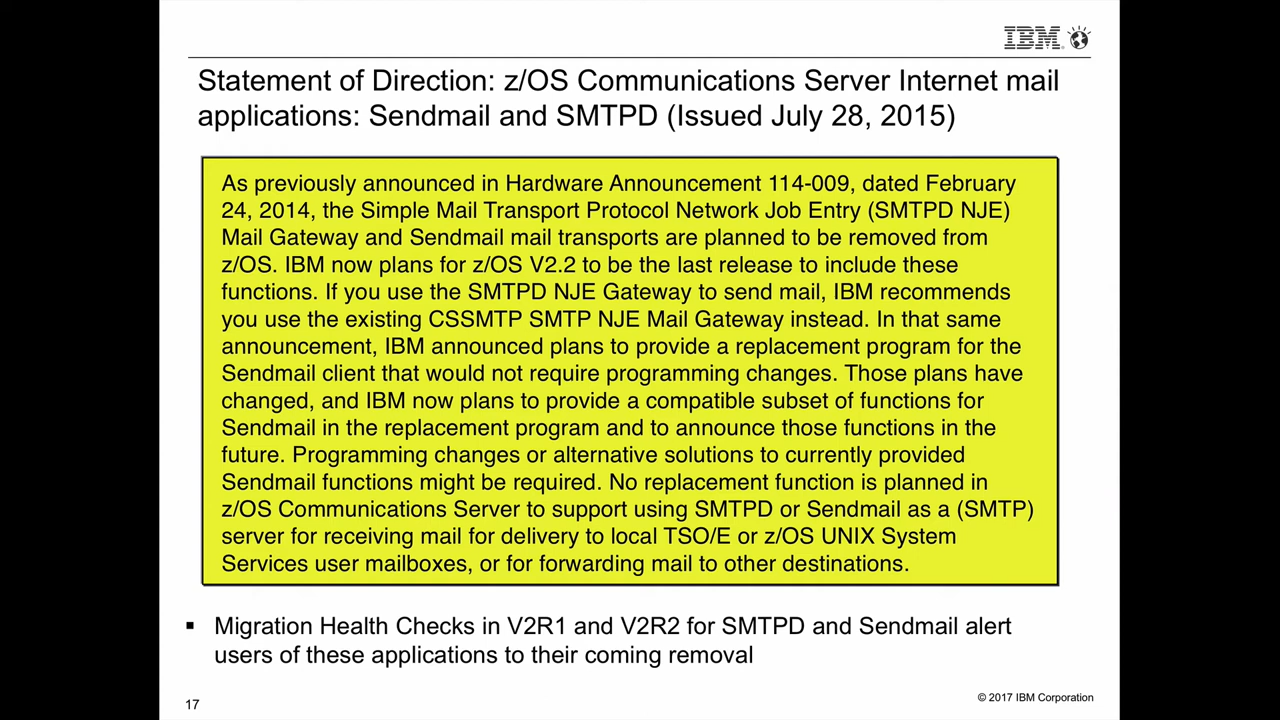 IBM
Statement of Direction: z/OS Communications Server Internet mail
applications: Sendmail and SMTPD (Issued July 28, 2015)
As previously announced in Hardware Announcement 114-009, dated February
24, 2014, the Simple Mail Transport Protocol Network Job Entry (SMTPD NJE)
Mail Gateway and Sendmail mail transports are planned to be removed from
z/OS. IBM now plans for z/OS V2.2 to be the last release to include these
functions. If you use the SMTPD NJE Gateway to send mail, IBM recommends
you use the existing CSSMTP SMTP NJE Mail Gateway instead. In that same
announcement, IBM announced plans to provide a replacement program for the
Sendmail client that would not require programming changes. Those plans have
changed, and IBM now plans to provide a compatible subset of functions for
Sendmail in the replacement program and to announce those functions in the
future. Programming changes or alternative solutions to currently provided
Sendmail functions might be required. No replacement function is planned in
z/OS Communications Server to support using SMTPD or Sendmail as a (SMTP)
server for receiving mail for delivery to local TSO/E or z/OS UNIX System
Services user mailboxes, or for forwarding mail to other destinations.
▪ Migration Health Checks in V2R1 and V2R2 for SMTPD and Sendmail alert
users of these applications to their coming removal
17
© 2017 IBM Corporation